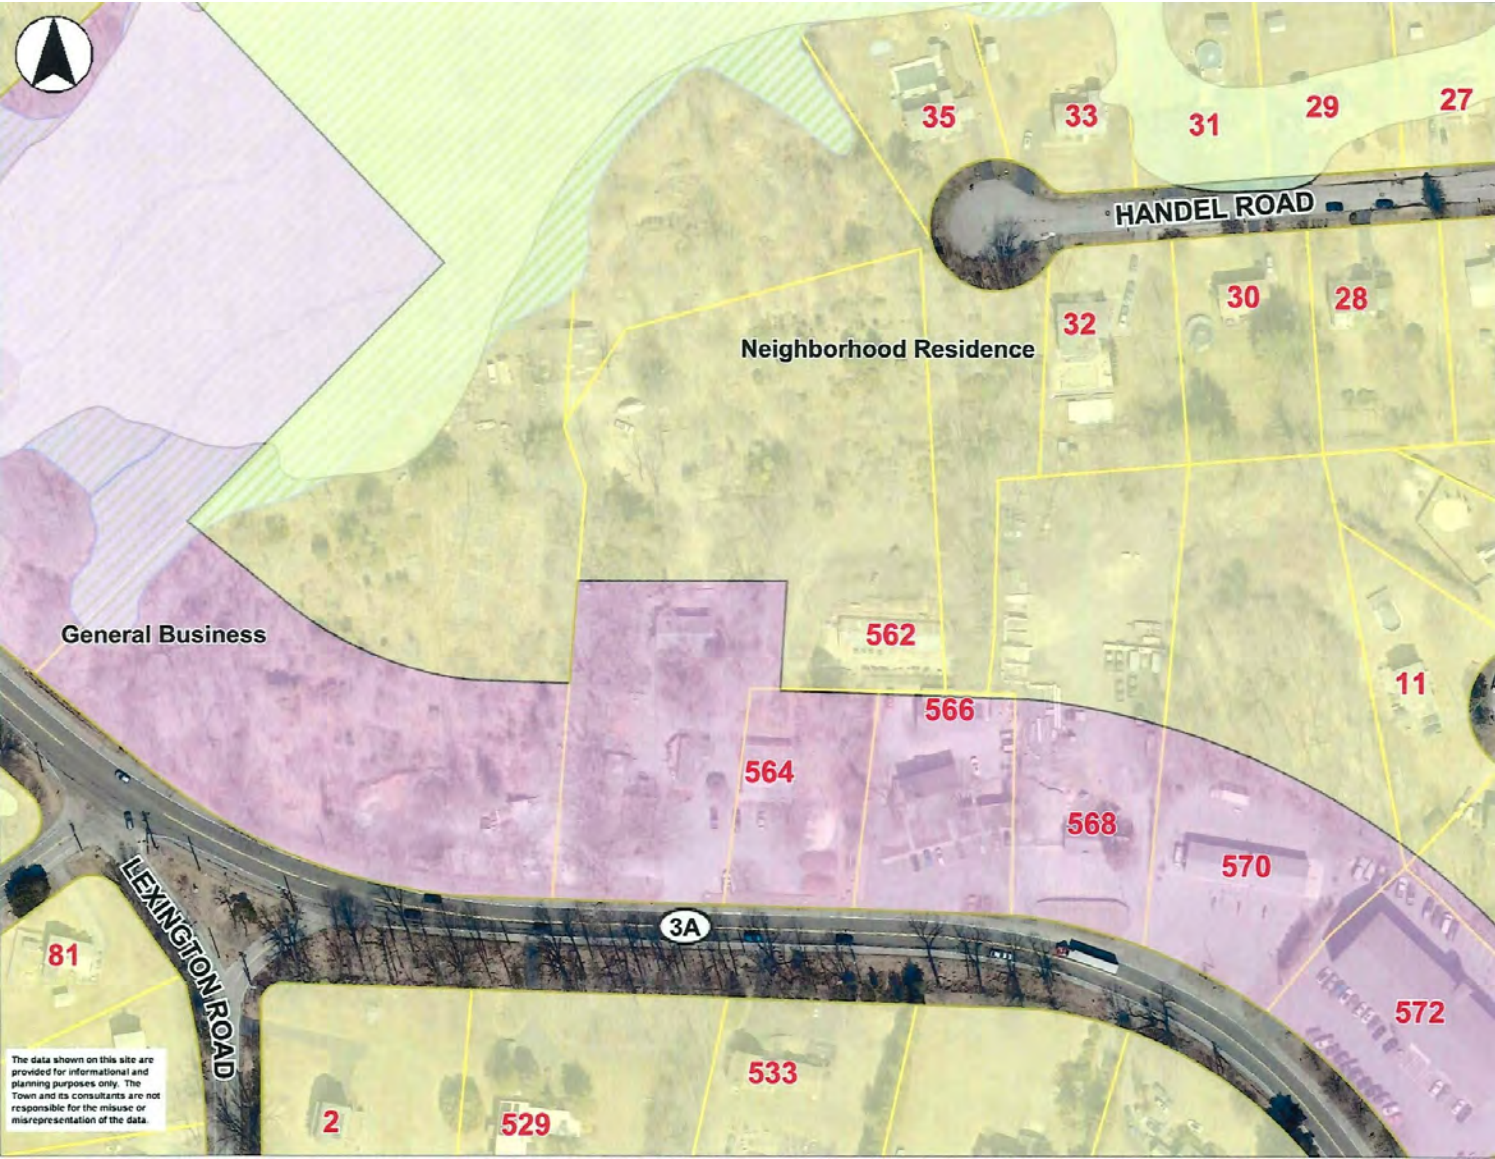 35
33
31
29
27
HANDEL ROAD
32
30
28
Neighborhood Residence
General Business
562
11
566
564
568
570
3A
LEXINGTON ROAD
81
572
533
2
529
The data shown on this site are
provided for informational and
planning purposes only. The
Town and its consultants are not
responsible for the misuse or
misrepresentation of the data.